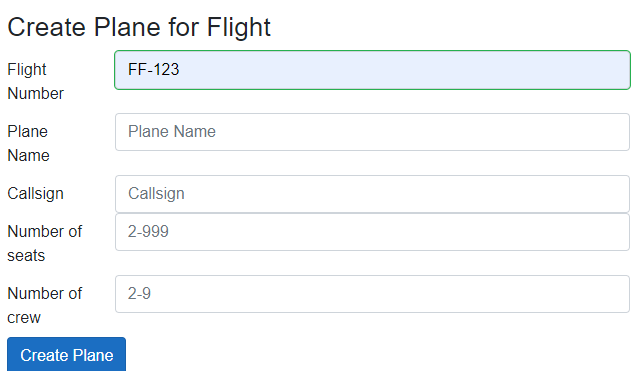 Create Plane for Flight
Flight Number
FF-123
Plane Name
Plane Name
Callsign
Callsign
Number of seats
2-999
Number of crew
2-9
Create Plane